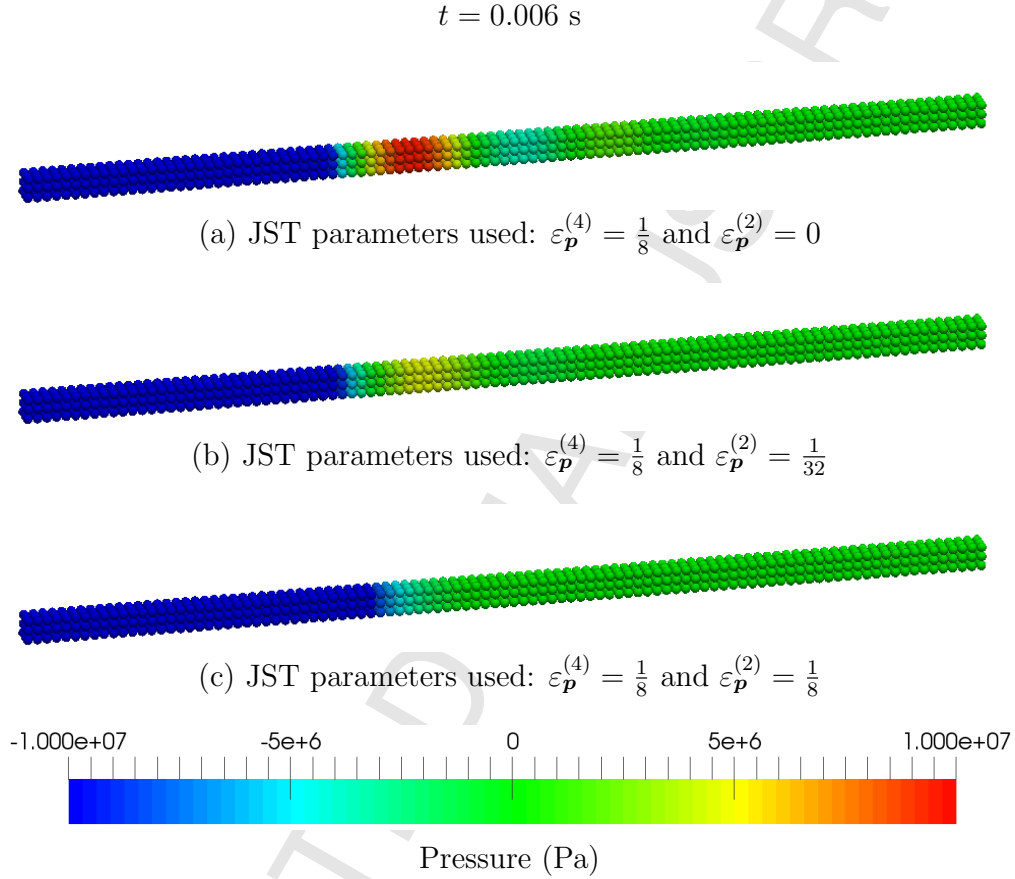 t = 0.006 s
(a) JST parameters used: ε_p^(4) = 1/8 and ε_p^(2) = 0
(b) JST parameters used: ε_p^(4) = 1/8 and ε_p^(2) = 1/32
(c) JST parameters used: ε_p^(4) = 1/8 and ε_p^(2) = 1/8
-1.000e+07 -5e+6 0 5e+6 1.000e+07
Pressure (Pa)